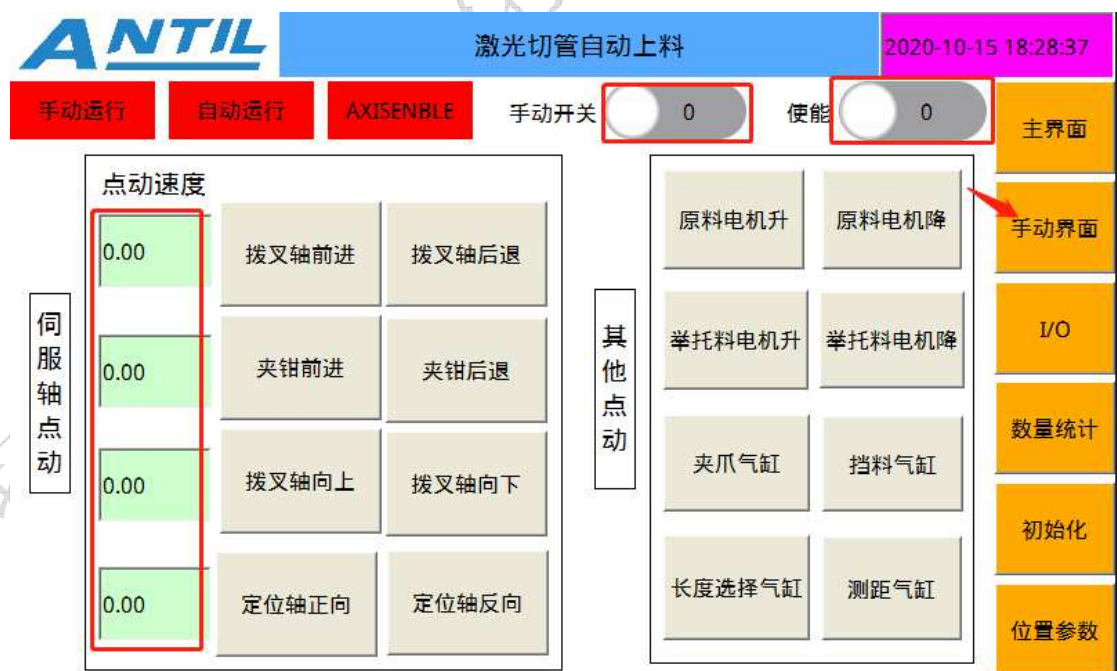 ANTIL
激光切管自动上料
2020-10-15 18:28:37
手动运行
自动运行
AXISENBLE
手动开关
0
使能
0
主界面
手动界面
I/O
数量统计
初始化
位置参数
伺服轴点动
点动速度
0.00
拨叉轴前进
拨叉轴后退
0.00
夹钳前进
夹钳后退
0.00
拨叉轴向上
拨叉轴向下
0.00
定位轴正向
定位轴反向
其他点动
原料电机升
原料电机降
举托料电机升
举托料电机降
夹爪气缸
挡料气缸
长度选择气缸
测距气缸